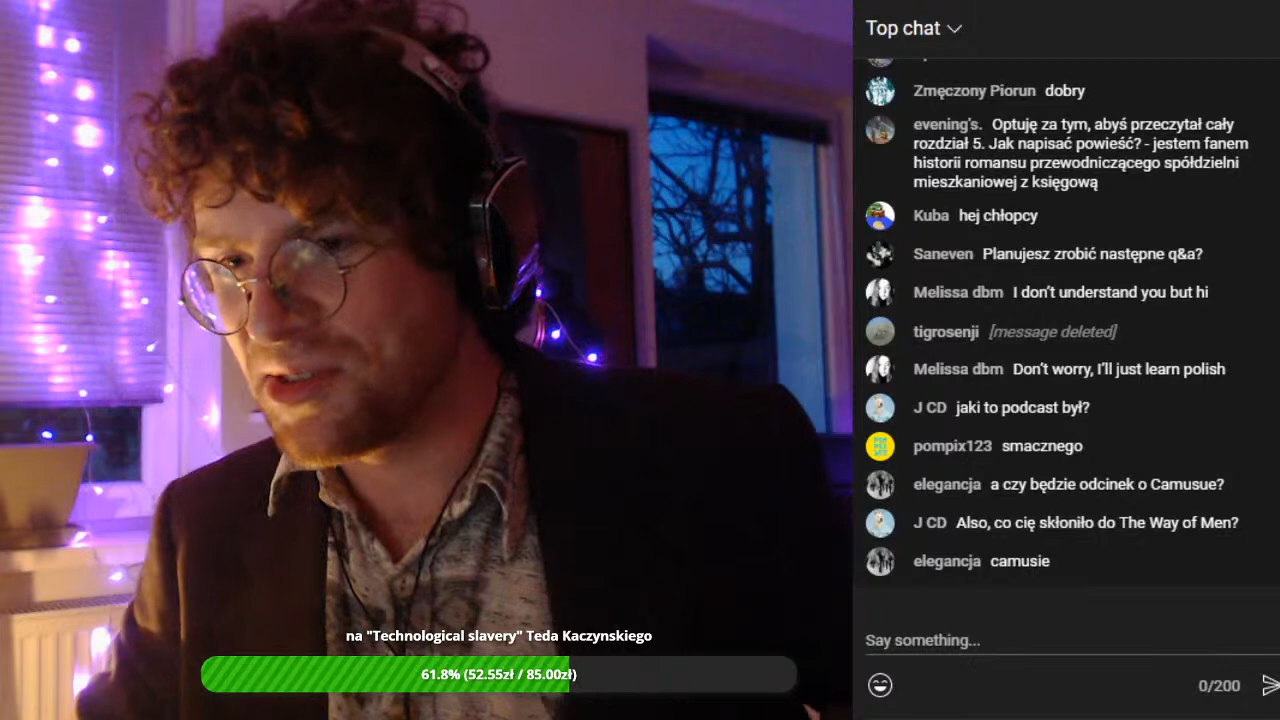 Top chat
Zmęczony Piorun dobry
evening's. Optuję za tym, abyś przeczytał cały
rozdział 5. Jak napisać powieść? - jestem fanem
historii romansu przewodniczącego spółdzielni
mieszkaniowej z księgową
Kuba hej chłopcy
Saneven Planujesz zrobić następne q&a?
Melissa dbm I don't understand you but hi
tigrosenji [message deleted]
Melissa dbm Don't worry, I'll just learn polish
J CD jaki to podcast był?
pompix123 smacznego
elegancja a czy będzie odcinek o Camusue?
J CD Also, co cię skłoniło do The Way of Men?
elegancja camusie
na "Technological slavery" Teda Kaczynskiego
61.8% (52.55zł / 85.00zł)
Say something...
0/200